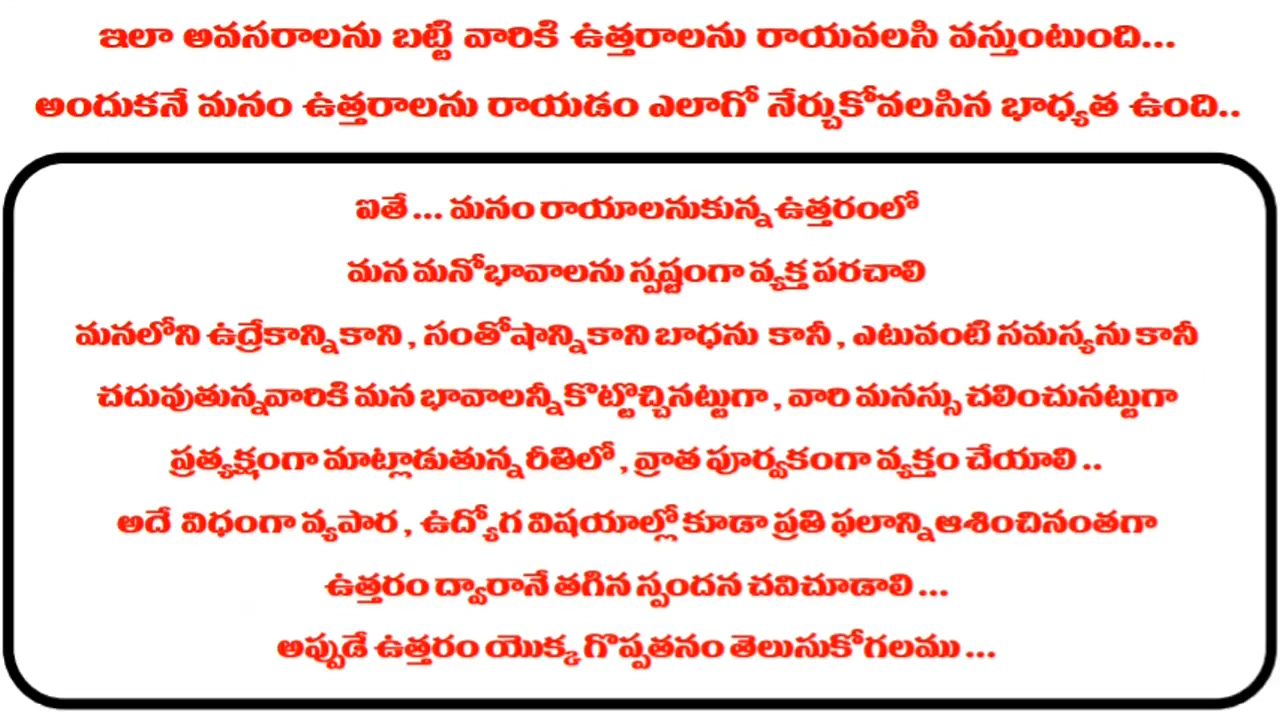 ఇలా అవసరాలను బట్టి వారికి ఉత్తరాలను రాయవలసి వస్తుంటుంది...
అందుకనే మనం ఉత్తరాలను రాయడం ఎలాగో నేర్చుకోవలసిన భాధ్యత ఉంది..
ఐతే ... మనం రాయాలనుకున్న ఉత్తరంలో
మన మనోభావాలను స్పష్టంగా వ్యక్త పరచాలి
మనలోని ఉద్రేకాన్ని కాని , సంతోషాన్ని కాని బాధను కానీ , ఎటువంటి సమస్యను కానీ
చదువుతున్నవారికి మన భావాలన్నీ కొట్టొచ్చినట్టుగా , వారి మనస్సు చలించునట్టుగా
ప్రత్యక్షంగా మాట్లాడుతున్న రీతిలో , వ్రాత పూర్వకంగా వ్యక్తం చేయాలి ..
అదే విధంగా వ్యపార , ఉద్యోగ విషయాల్లో కూడా ప్రతి ఫలాన్ని ఆశించినంతగా
ఉత్తరం ద్వారానే తగిన స్పందన చవిచూడాలి ...
అప్పుడే ఉత్తరం యొక్క గొప్పతనం తెలుసుకోగలము ...